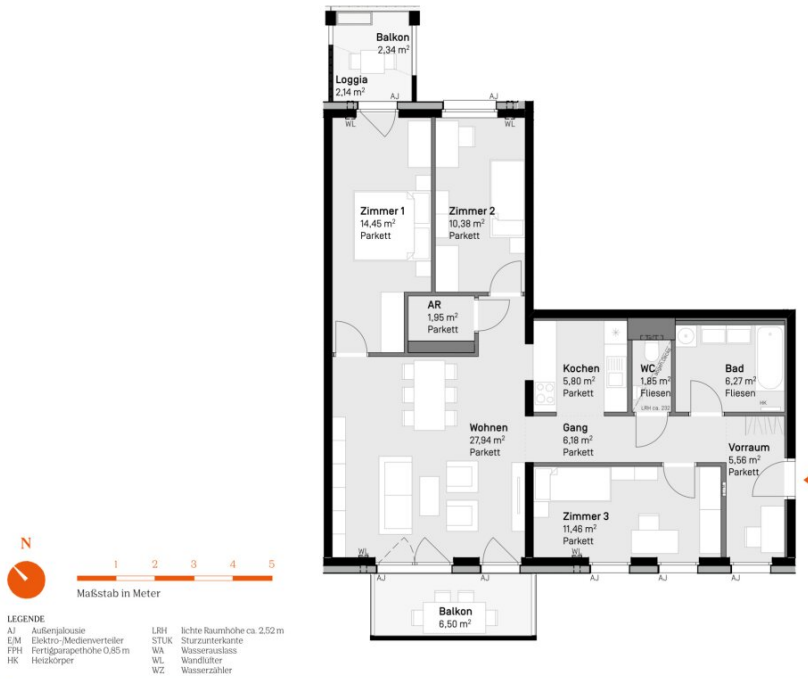 Balkon
2,34 m²
Loggia
2,14 m²
AJ
AJ
WL
WL
Zimmer 1
14,45 m²
Parkett
Zimmer 2
10,38 m²
Parkett
AR
1,95 m²
Parkett
Kochen
5,80 m²
Parkett
WC
1,85 m²
Fliesen
LRH ca. 232
Bad
6,27 m²
Fliesen
HK
Wohnen
27,94 m²
Parkett
Gang
6,18 m²
Parkett
Vorraum
5,56 m²
Parkett
Zimmer 3
11,46 m²
Parkett
WL
WL
AJ
AJ
AJ
AJ
AJ
Balkon
6,50 m²
N
1 2 3 4 5
Maßstab in Meter
LEGENDE
AJ Außenjalousie
E/M Elektro-/Medienverteiler
FPH Fertigparapethöhe 0,85 m
HK Heizkörper
LRH lichte Raumhöhe ca. 2,52 m
STUK Sturzunterkante
WA Wasserauslass
WL Wandlüfter
WZ Wasserzähler